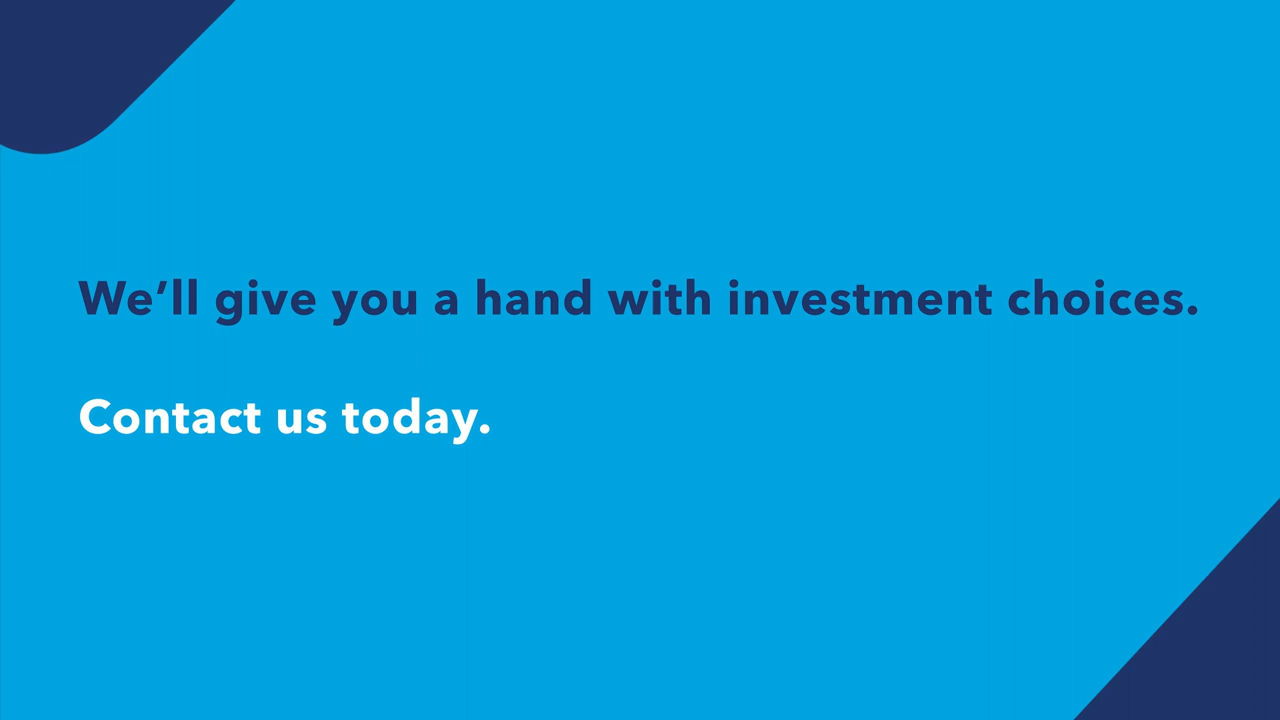 We’ll give you a hand with investment choices.
Contact us today.